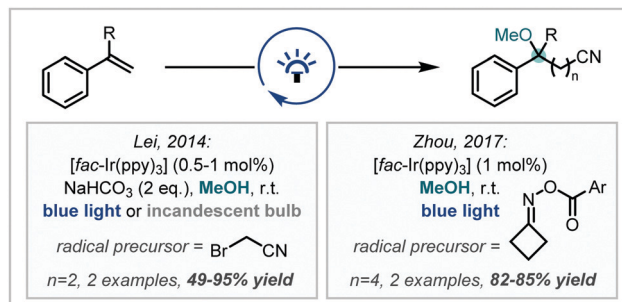 R
MeO R
CN
n
Lei, 2014:
[fac-Ir(ppy)3] (0.5-1 mol%)
NaHCO3 (2 eq.), MeOH, r.t.
blue light or incandescent bulb
radical precursor = Br CN
n=2, 2 examples, 49-95% yield
Zhou, 2017:
[fac-Ir(ppy)3] (1 mol%)
MeOH, r.t.
blue light
N O Ar
O
radical precursor =
n=4, 2 examples, 82-85% yield